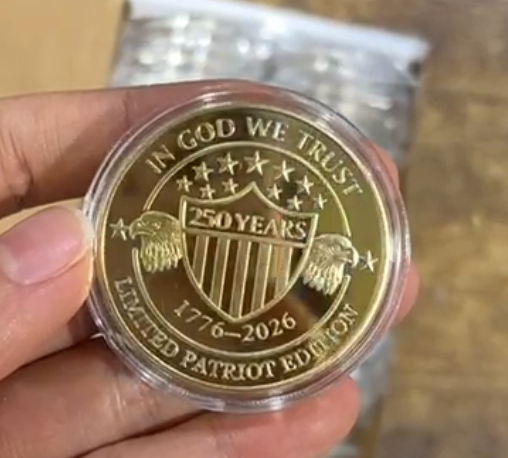 IN GOD WE TRUST
250 YEARS
1776–2026
LIMITED PATRIOT EDITION